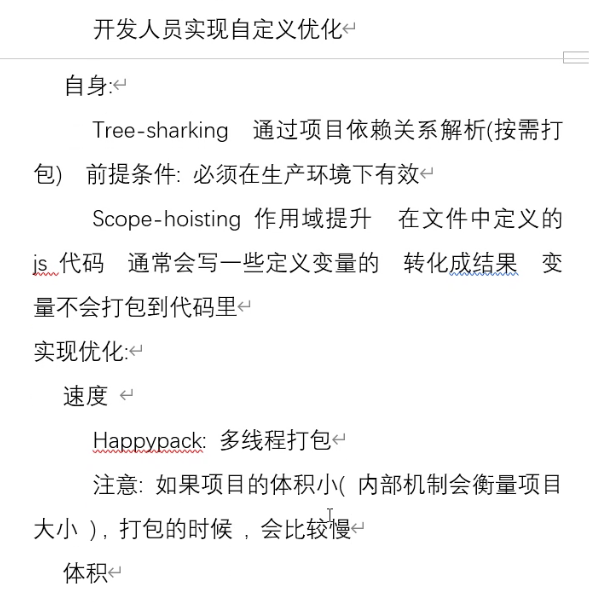 开发人员实现自定义优化
自身:
Tree-sharking 通过项目依赖关系解析(按需打
包) 前提条件: 必须在生产环境下有效
Scope-hoisting 作用域提升 在文件中定义的
js 代码 通常会写一些定义变量的 转化成结果 变
量不会打包到代码里
实现优化:
速度
Happypack: 多线程打包
注意: 如果项目的体积小( 内部机制会衡量项目
大小 ) , 打包的时候 , 会比较慢
体积